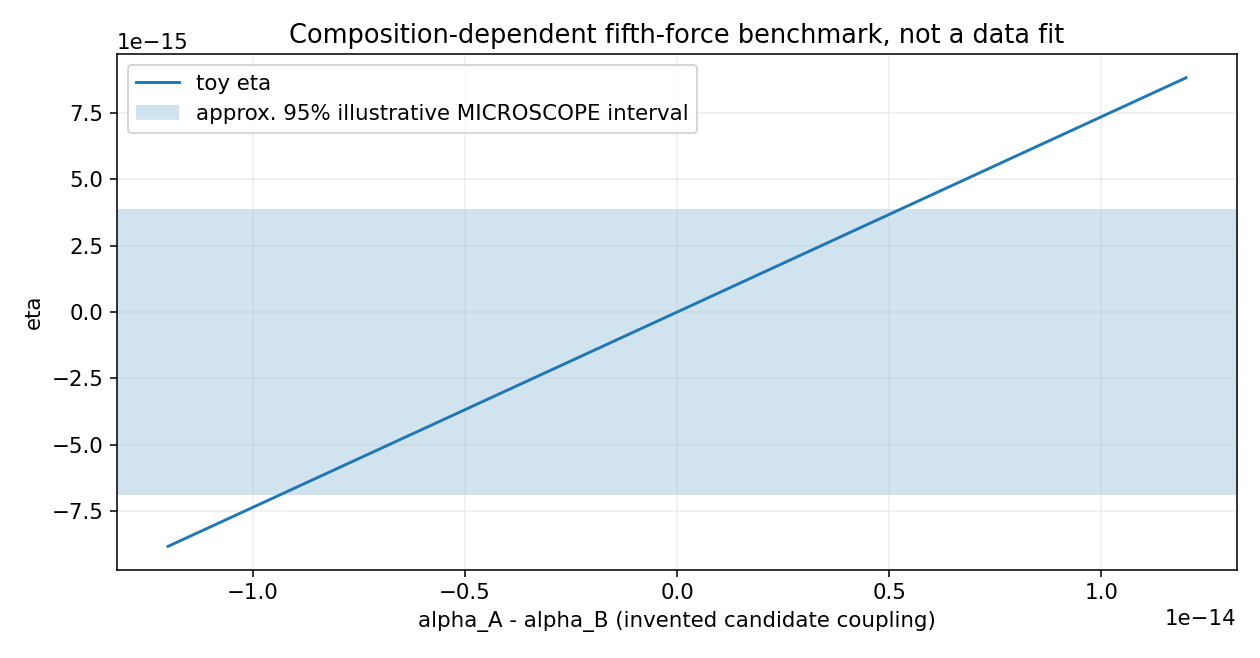 Composition-dependent fifth-force benchmark, not a data fit
1e−15
toy eta
approx. 95% illustrative MICROSCOPE interval
7.5
5.0
2.5
0.0
−2.5
−5.0
−7.5
eta
−1.0 −0.5 0.0 0.5 1.0
1e−14
alpha_A - alpha_B (invented candidate coupling)